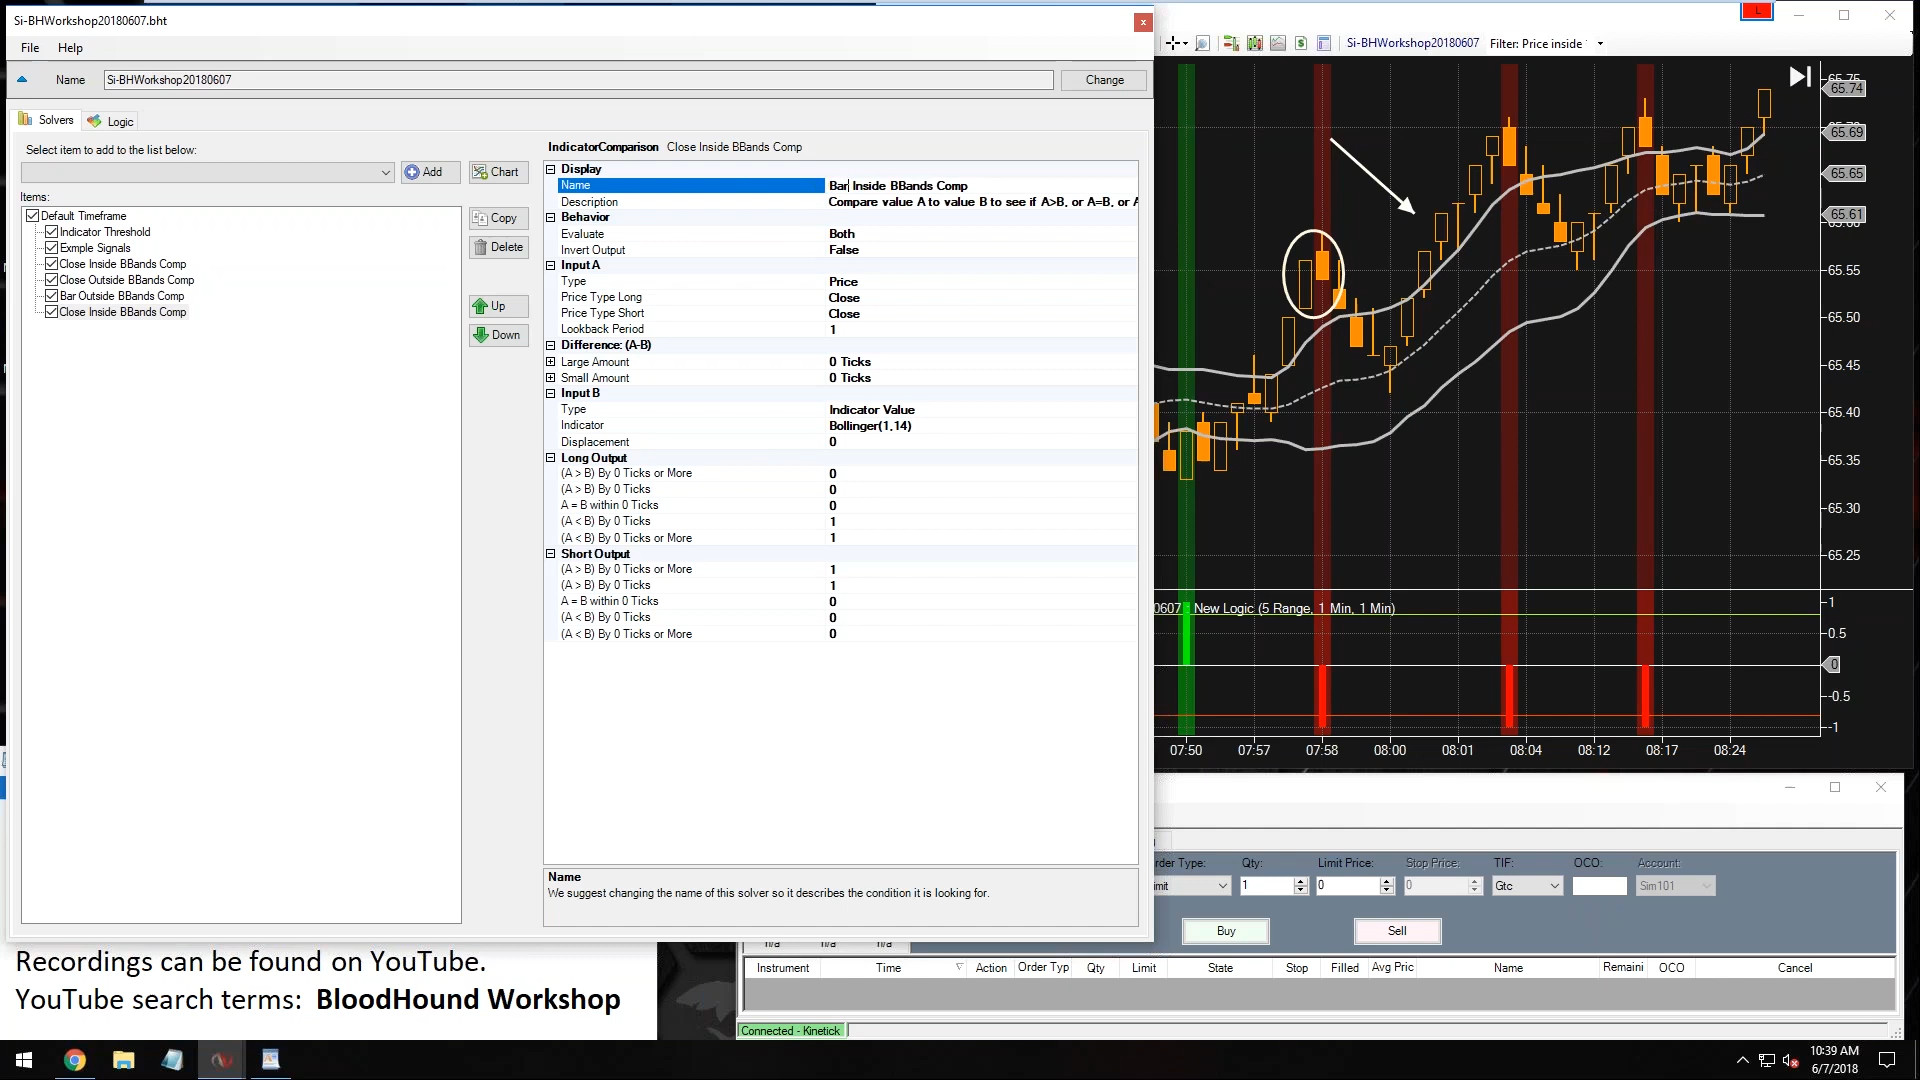 Si-BHWorkshop20180607.bht
File Help
Name Si-BHWorkshop20180607 Change
Solvers Logic
Select item to add to the list below:
Add Chart
Items:
Default Timeframe
Indicator Threshold
Exmple Signals
Close Inside BBands Comp
Close Outside BBands Comp
Bar Outside BBands Comp
Close Inside BBands Comp
Copy
Delete
Up
Down
IndicatorComparison Close Inside BBands Comp
Display
Name Bar Inside BBands Comp
Description Compare value A to value B to see if A>B, or A=B, or A
Behavior
Evaluate Both
Invert Output False
Input A
Type Price
Price Type Long Close
Price Type Short Close
Lookback Period 1
Difference: (A-B)
Large Amount 0 Ticks
Small Amount 0 Ticks
Input B
Type Indicator Value
Indicator Bollinger(1,14)
Displacement 0
Long Output
(A > B) By 0 Ticks or More 0
(A > B) By 0 Ticks 0
A = B within 0 Ticks 0
(A < B) By 0 Ticks 1
(A < B) By 0 Ticks or More 1
Short Output
(A > B) By 0 Ticks or More 1
(A > B) By 0 Ticks 1
A = B within 0 Ticks 0
(A < B) By 0 Ticks 0
(A < B) By 0 Ticks or More 0
Name
We suggest changing the name of this solver so it describes the condition it is looking for.
L
Si-BHWorkshop20180607 Filter: Price inside
65.75
65.74
65.69
65.65
65.61
65.55
65.50
65.45
65.40
65.35
65.30
65.25
0607 : New Logic (5 Range, 1 Min, 1 Min)
1
0.5
0
-0.5
-1
07:50 07:57 07:58 08:00 08:01 08:04 08:12 08:17 08:24
rder Type: Qty: Limit Price: Stop Price: TIF: OCO: Account:
imit 1 0 0 Gtc Sim101
Buy Sell
n/a n/a n/a
Instrument Time Action Order Typ Qty Limit State Stop Filled Avg Pric Name Remaini OCO Cancel
Connected - Kinetick
Recordings can be found on YouTube.
YouTube search terms: BloodHound Workshop
10:39 AM
6/7/2018